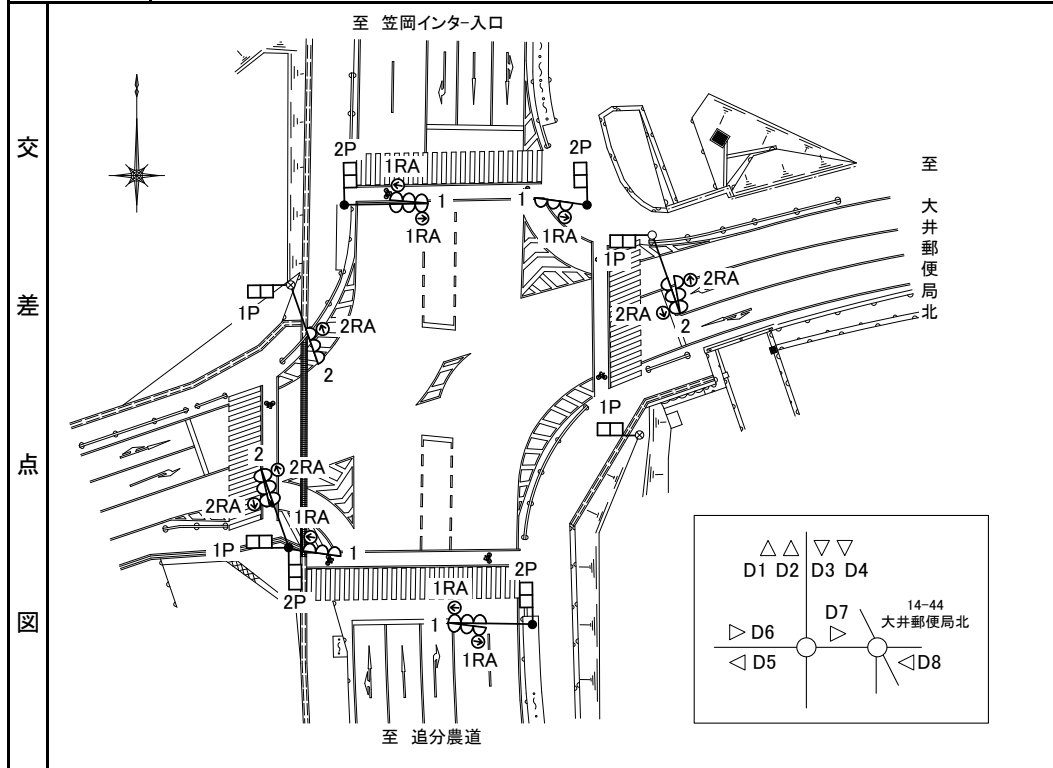 交差点図
至 笠岡インター入口
2P
1RA
2P
1
1
1RA
1RA
1P
至 大井郵便局北
2RA
2RA
2
1P
2RA
2
1P
2
2RA
2RA
1RA
1P
1
2P
1RA
2P
1
1RA
至 追分農道
D1 D2 D3 D4
D7
14-44
大井郵便局北
D6
D5
D8